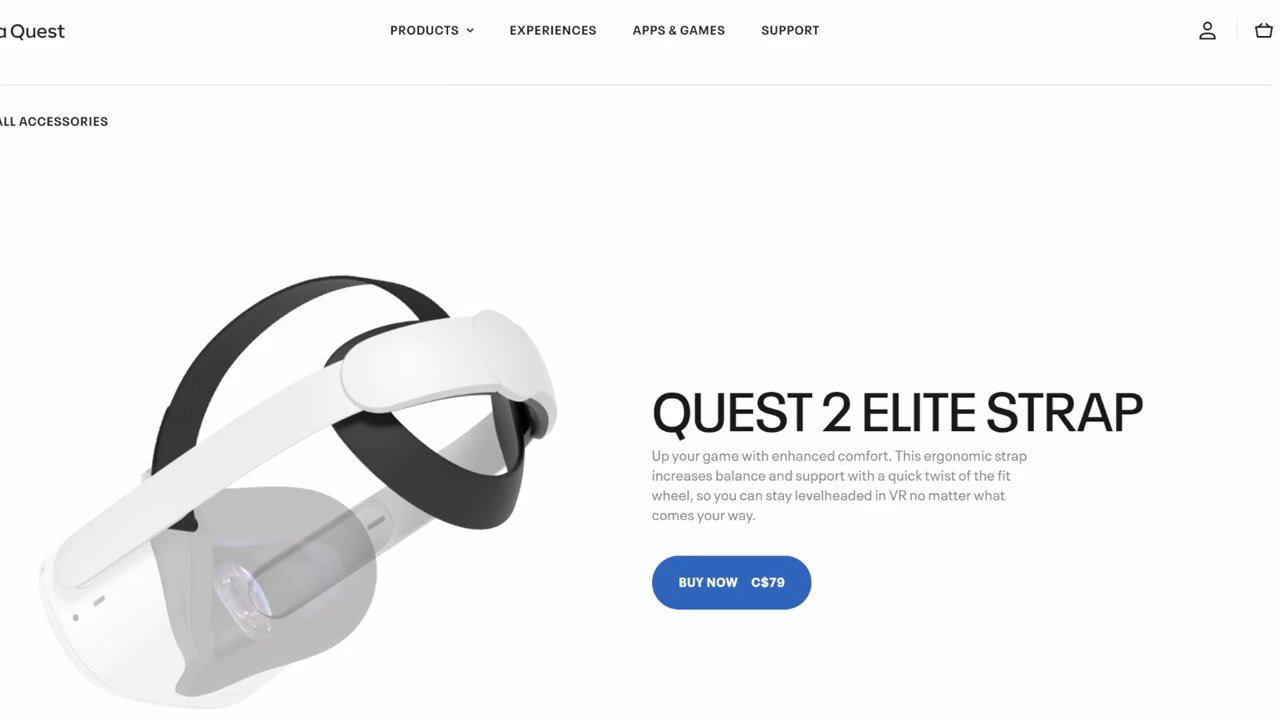 a Quest
PRODUCTS
EXPERIENCES
APPS & GAMES
SUPPORT
ALL ACCESSORIES
QUEST 2 ELITE STRAP
Up your game with enhanced comfort. This ergonomic strap
increases balance and support with a quick twist of the fit
wheel, so you can stay levelheaded in VR no matter what
comes your way.
BUY NOW C$79